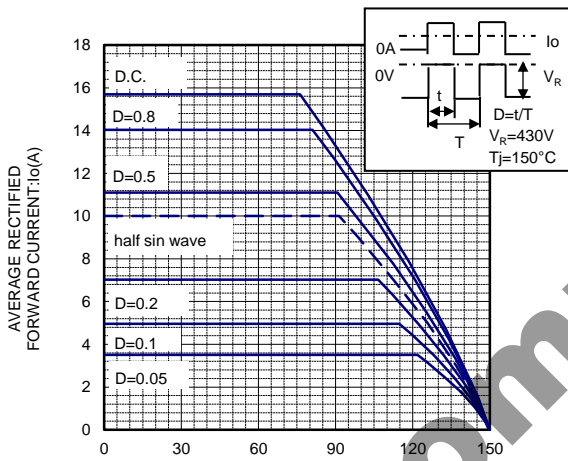 AVERAGE RECTIFIED
FORWARD CURRENT:Io(A)
18
16
14
12
10
8
6
4
2
0
D.C.
D=0.8
D=0.5
half sin wave
D=0.2
D=0.1
D=0.05
0 30 60 90 120 150
0A
Io
0V
VR
t
T
D=t/T
VR=430V
Tj=150°C